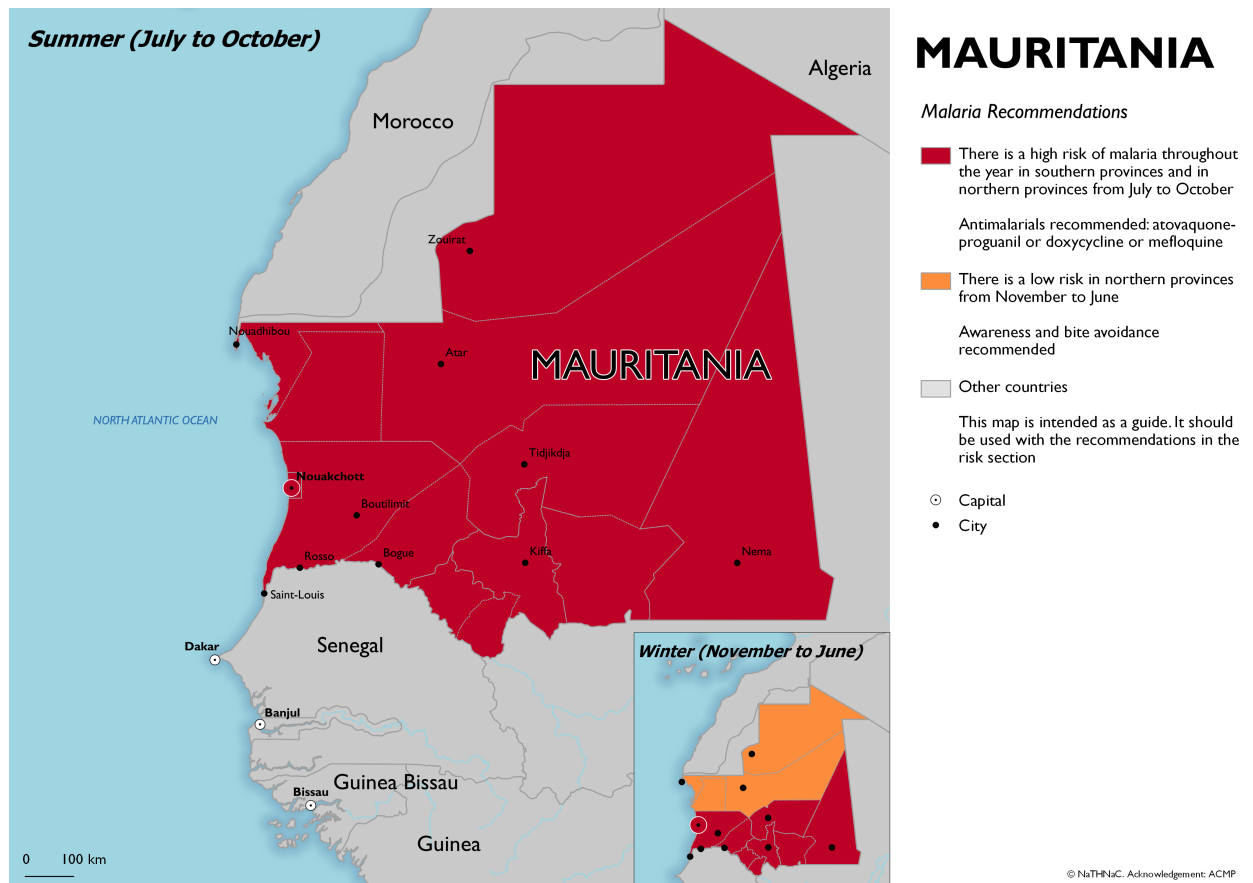 Summer (July to October)
MAURITANIA
Algeria
Malaria Recommendations
Morocco
There is a high risk of malaria throughout
the year in southern provinces and in
northern provinces from July to October
Antimalarials recommended: atovaquone-
proguanil or doxycycline or mefloquine
Zouirat
There is a low risk in northern provinces
from November to June
Awareness and bite avoidance
recommended
Nouadhibou
Atar
MAURITANIA
Other countries
NORTH ATLANTIC OCEAN
This map is intended as a guide. It should
be used with the recommendations in the
risk section
Tidjikdja
Nouakchott
Capital
Boutilimit
City
Rosso
Bogue
Kiffa
Nema
Saint-Louis
Dakar
Senegal
Winter (November to June)
Banjul
Guinea Bissau
Bissau
Guinea
0 100 km
© NaTHNaC. Acknowledgement: ACMP